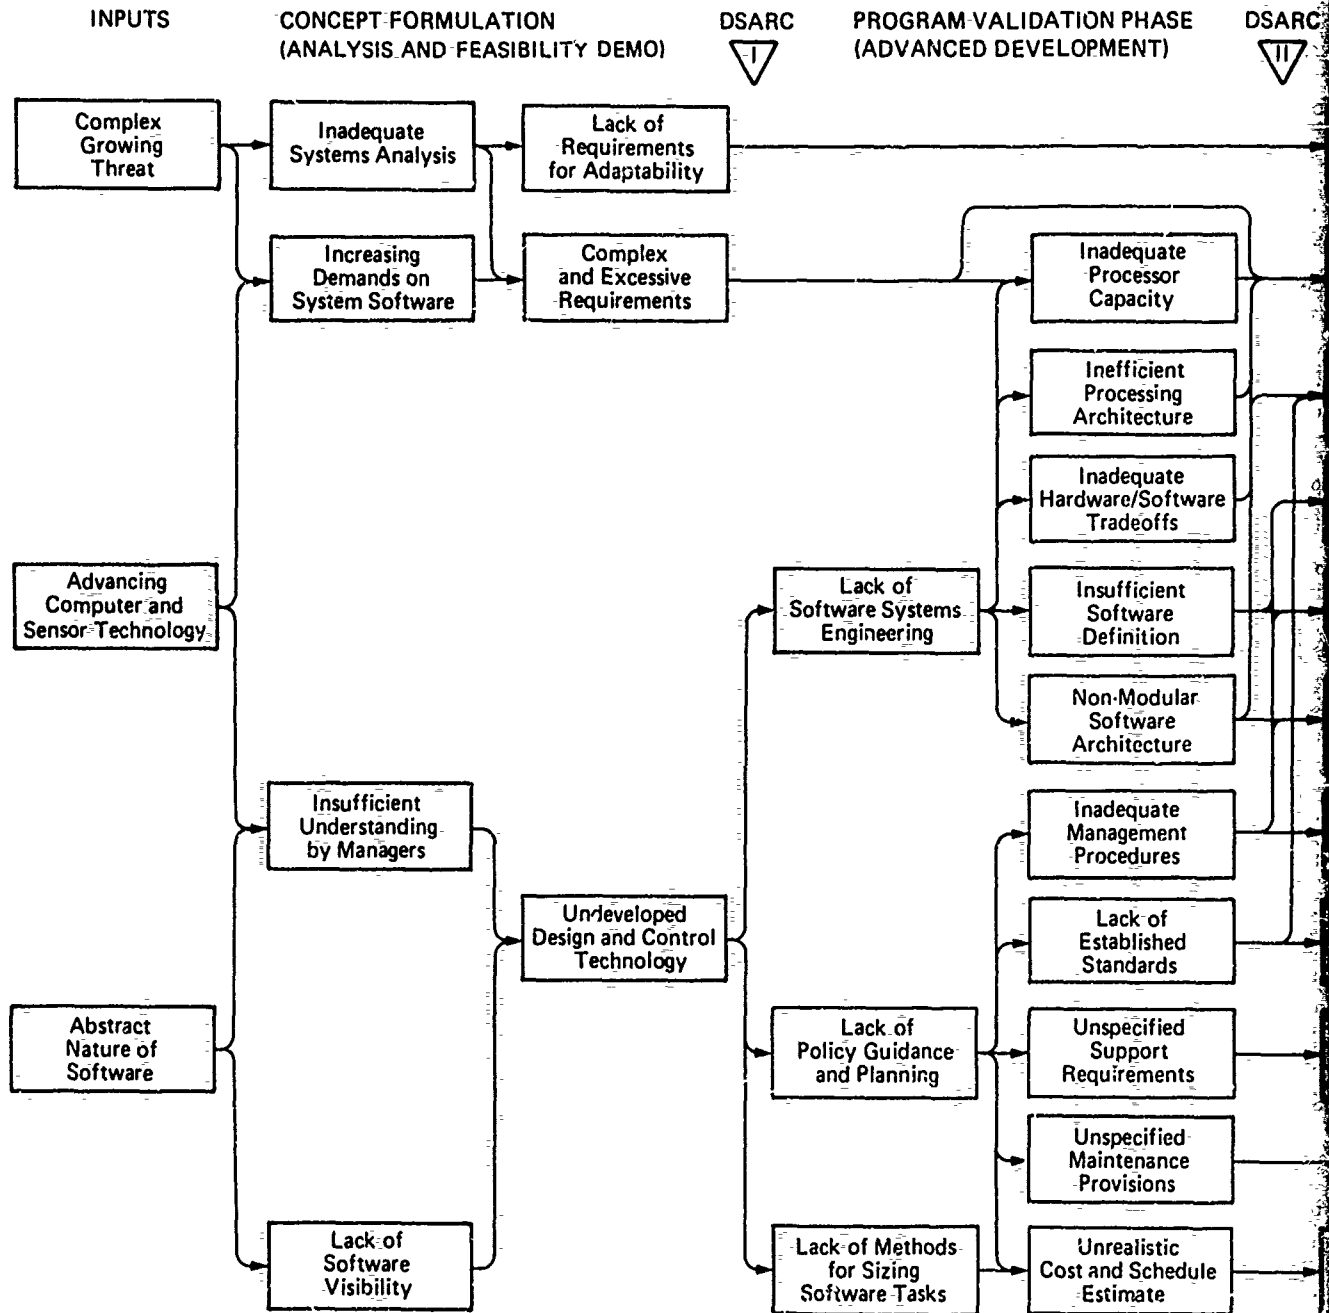 INPUTS
CONCEPT FORMULATION
(ANALYSIS AND FEASIBILITY DEMO)
DSARC
I
PROGRAM VALIDATION PHASE
(ADVANCED DEVELOPMENT)
DSARC
II
Complex
Growing
Threat
Inadequate
Systems Analysis
Lack of
Requirements
for Adaptability
Increasing
Demands on
System Software
Complex
and Excessive
Requirements
Inadequate
Processor
Capacity
Inefficient
Processing
Architecture
Inadequate
Hardware/Software
Tradeoffs
Advancing
Computer and
Sensor Technology
Lack of
Software Systems
Engineering
Insufficient
Software
Definition
Non-Modular
Software
Architecture
Insufficient
Understanding
by Managers
Inadequate
Management
Procedures
Undeveloped
Design and Control
Technology
Lack of
Established
Standards
Abstract
Nature of
Software
Lack of
Policy Guidance
and Planning
Unspecified
Support
Requirements
Unspecified
Maintenance
Provisions
Lack of
Software
Visibility
Lack of Methods
for Sizing
Software Tasks
Unrealistic
Cost and Schedule
Estimate